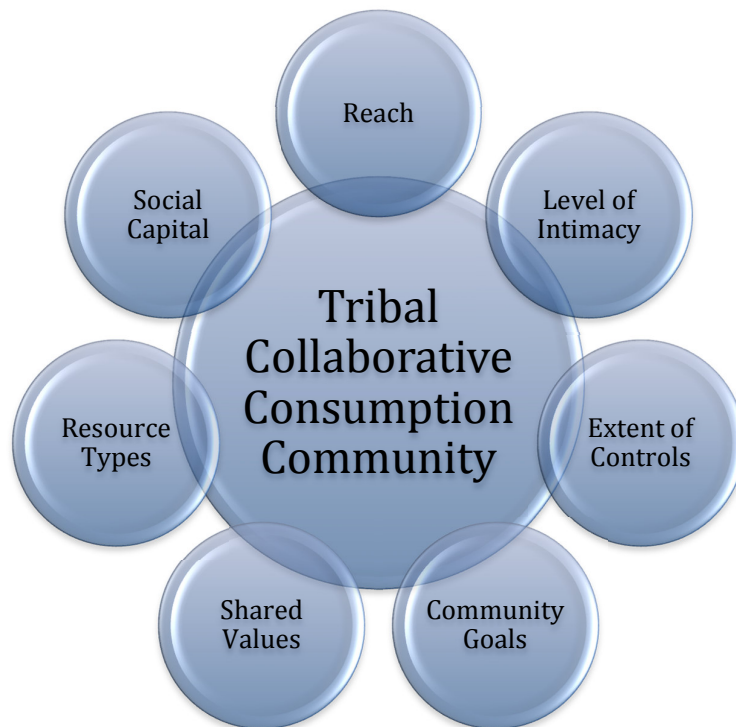 Reach
Level of
Intimacy
Extent of
Controls
Community
Goals
Shared
Values
Resource
Types
Social
Capital
Tribal
Collaborative
Consumption
Community